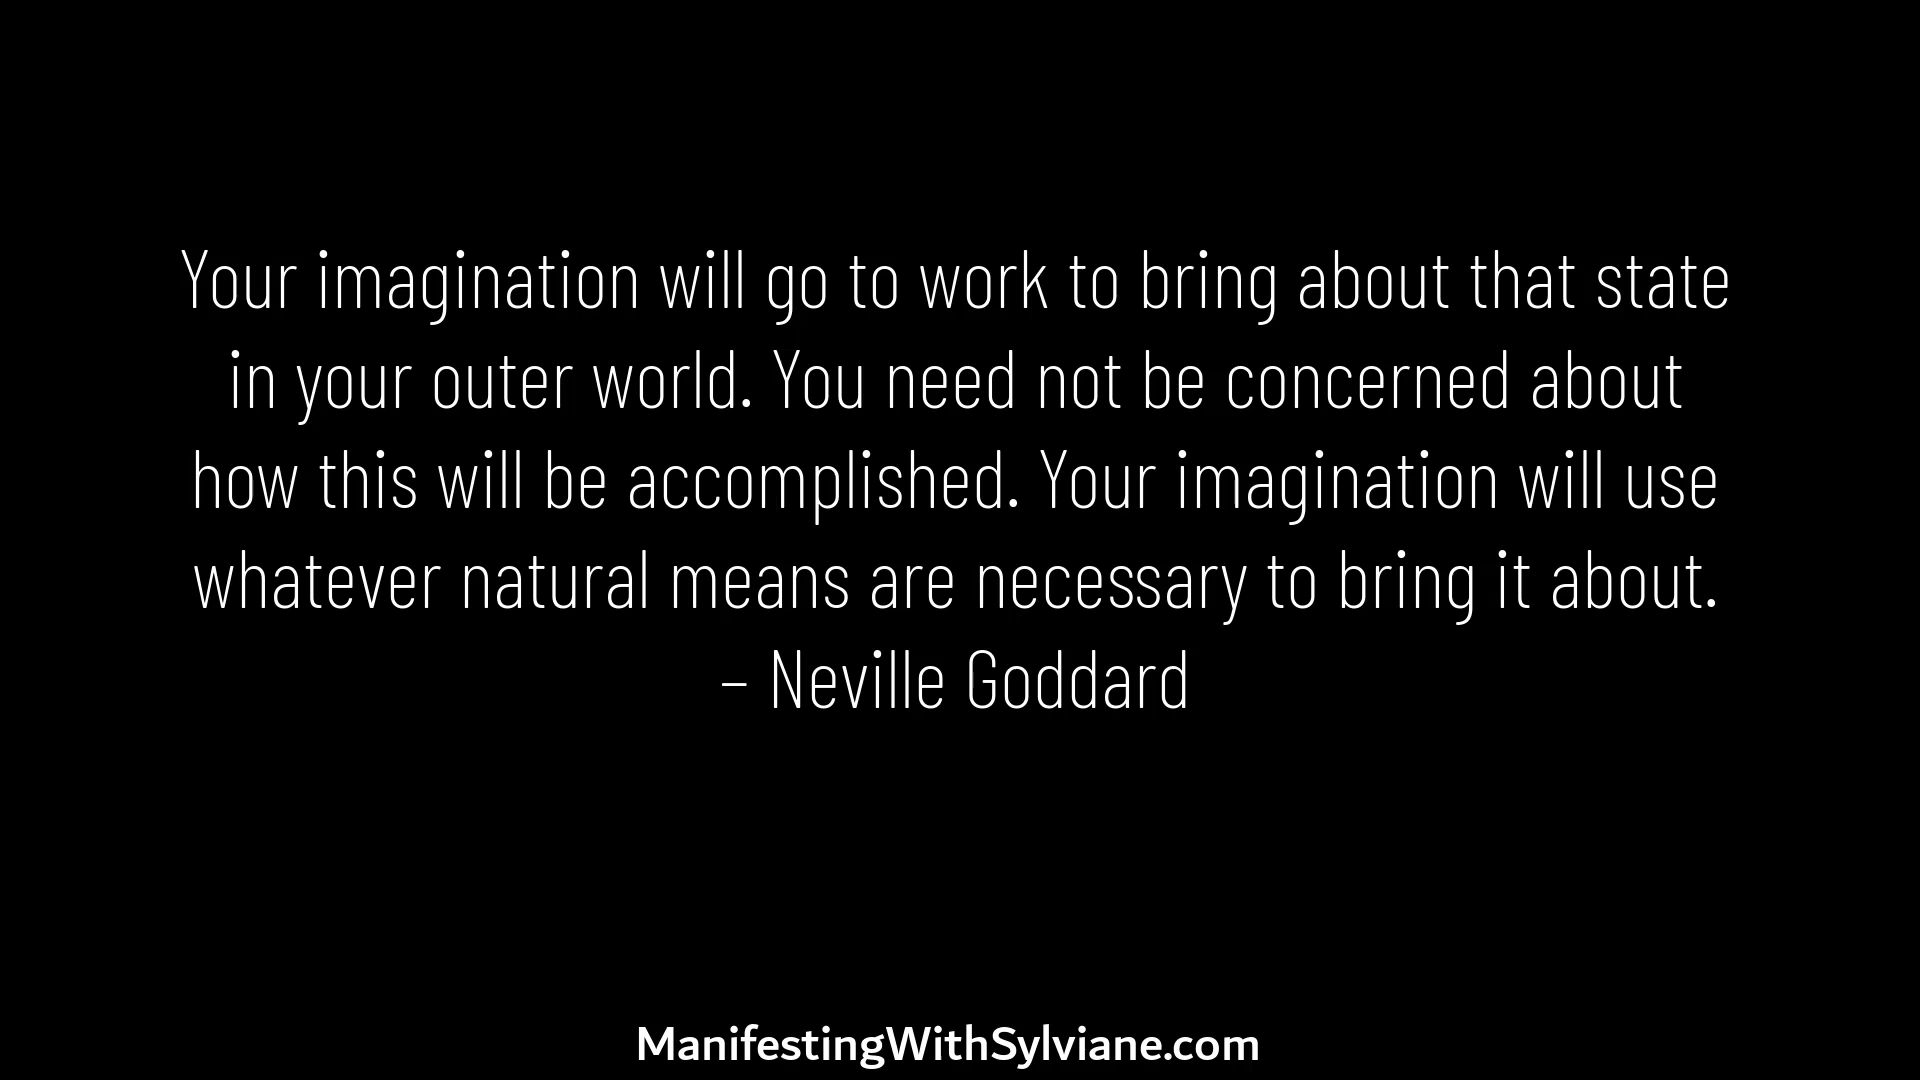 Your imagination will go to work to bring about that state
in your outer world. You need not be concerned about
how this will be accomplished. Your imagination will use
whatever natural means are necessary to bring it about.
– Neville Goddard
ManifestingWithSylviane.com